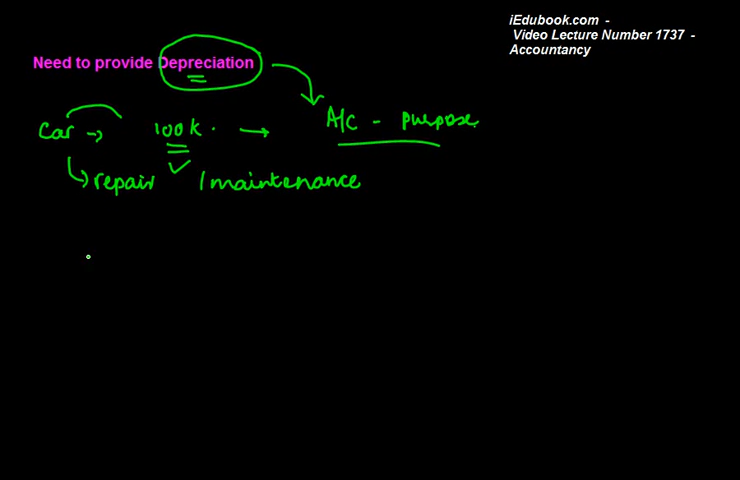 iEdubook.com -
Video Lecture Number 1737 -
Accountancy
Need to provide Depreciation
Car → 100k. → A/c - purpose
repair / maintenance